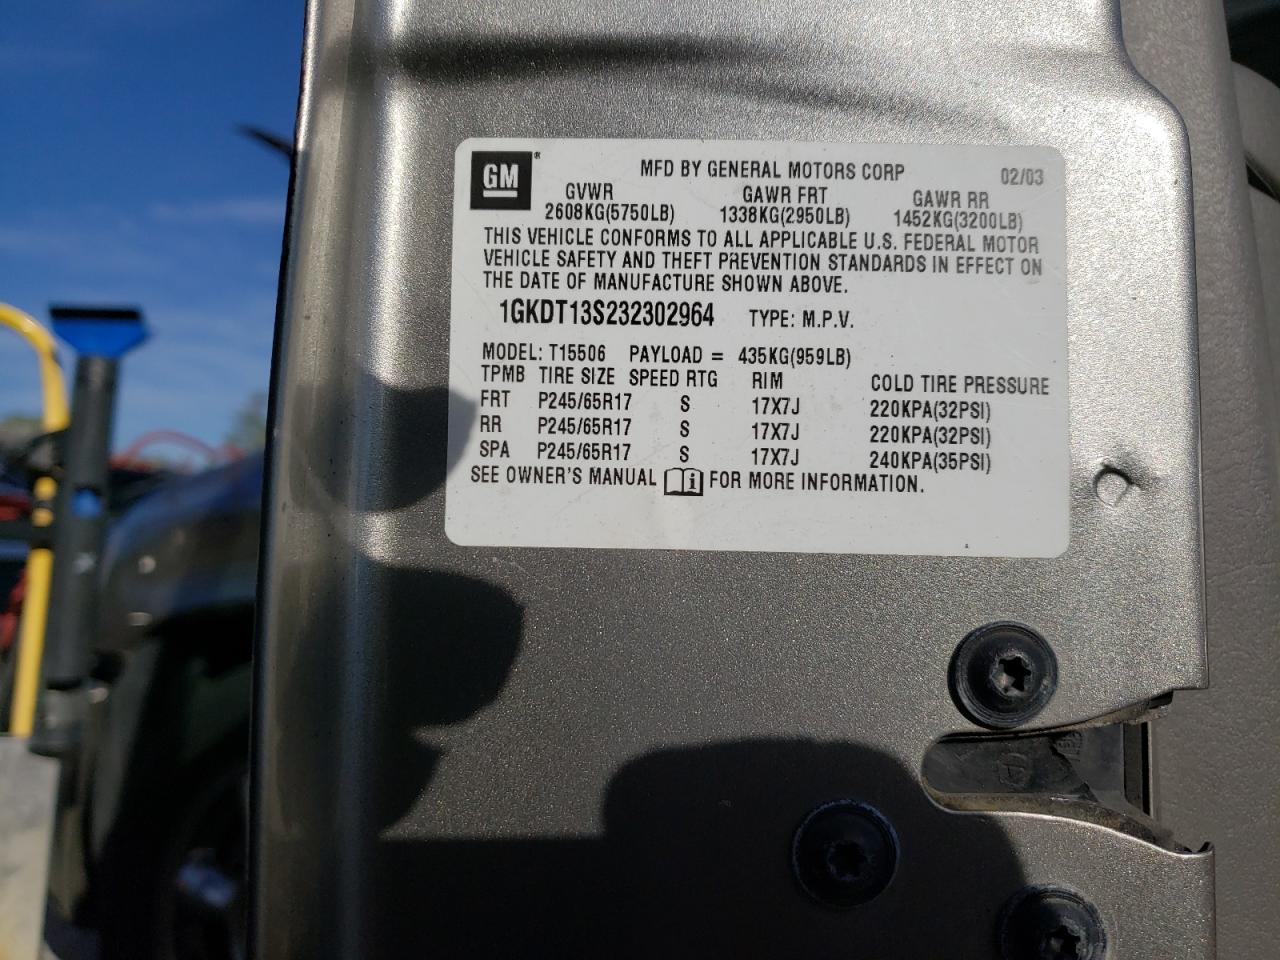 GM®
MFD BY GENERAL MOTORS CORP 02/03
GVWR GAWR FRT GAWR RR
2608KG(5750LB) 1338KG(2950LB) 1452KG(3200LB)
THIS VEHICLE CONFORMS TO ALL APPLICABLE U.S. FEDERAL MOTOR
VEHICLE SAFETY AND THEFT PREVENTION STANDARDS IN EFFECT ON
THE DATE OF MANUFACTURE SHOWN ABOVE.
1GKDT13S232302964 TYPE: M.P.V.
MODEL: T15506 PAYLOAD = 435KG(959LB)
TPMB TIRE SIZE SPEED RTG RIM COLD TIRE PRESSURE
FRT P245/65R17 S 17X7J 220KPA(32PSI)
RR P245/65R17 S 17X7J 220KPA(32PSI)
SPA P245/65R17 S 17X7J 240KPA(35PSI)
SEE OWNER'S MANUAL i FOR MORE INFORMATION.